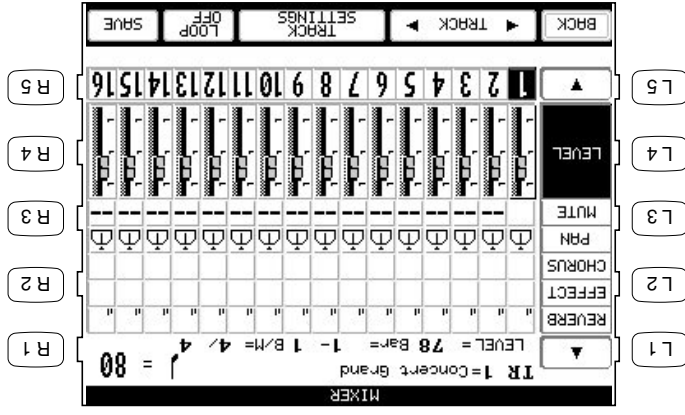 MIXER
TR 1=Concert Grand
LEVEL = 78 Bar= 1- 1 B/M= 4/ 4
♩ = 80
L1
R1
REVERB
EFFECT
L2
R2
CHORUS
PAN
MUTE -- -- -- -- -- -- -- -- -- -- -- -- -- -- --
L3
R3
LEVEL
L4
R4
L5
1 2 3 4 5 6 7 8 9 10 11 12 13 14 15 16
R5
BACK
◄ TRACK ►
TRACK
SETTINGS
LOOP
OFF
SAVE